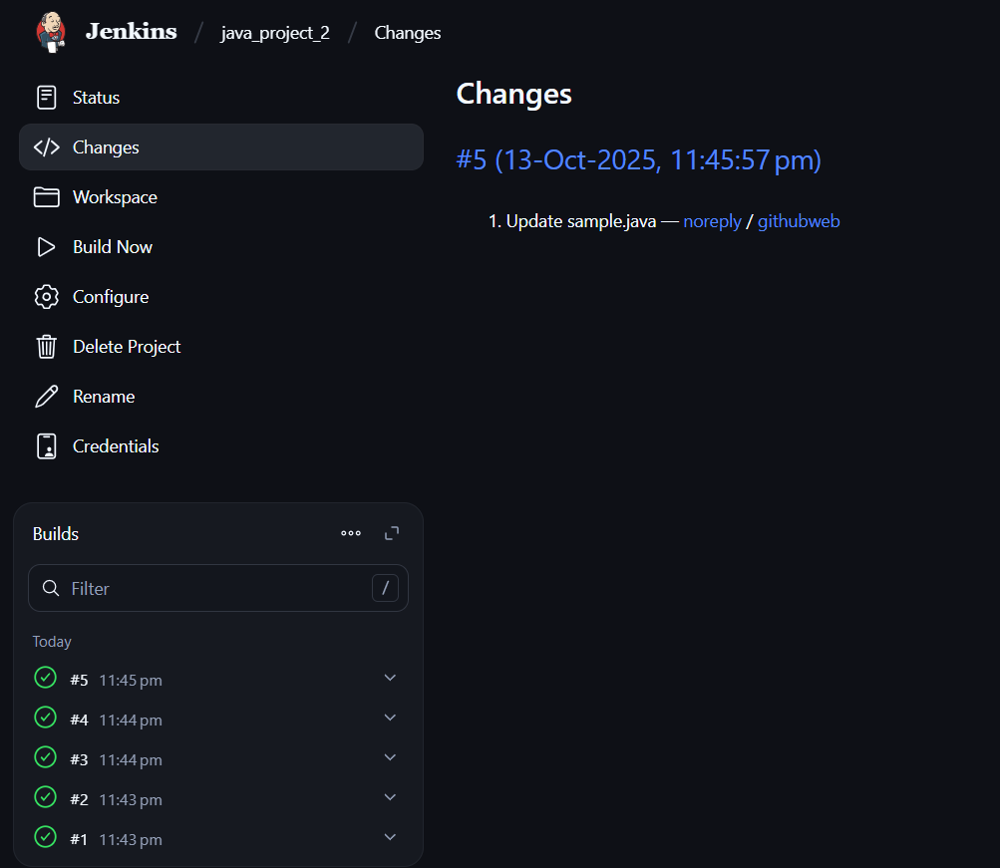 Jenkins / java_project_2 / Changes
Status
Changes
Workspace
Build Now
Configure
Delete Project
Rename
Credentials
Builds
Filter /
Today
#5 11:45 pm
#4 11:44 pm
#3 11:44 pm
#2 11:43 pm
#1 11:43 pm
Changes
#5 (13-Oct-2025, 11:45:57 pm)
1. Update sample.java — noreply / githubweb